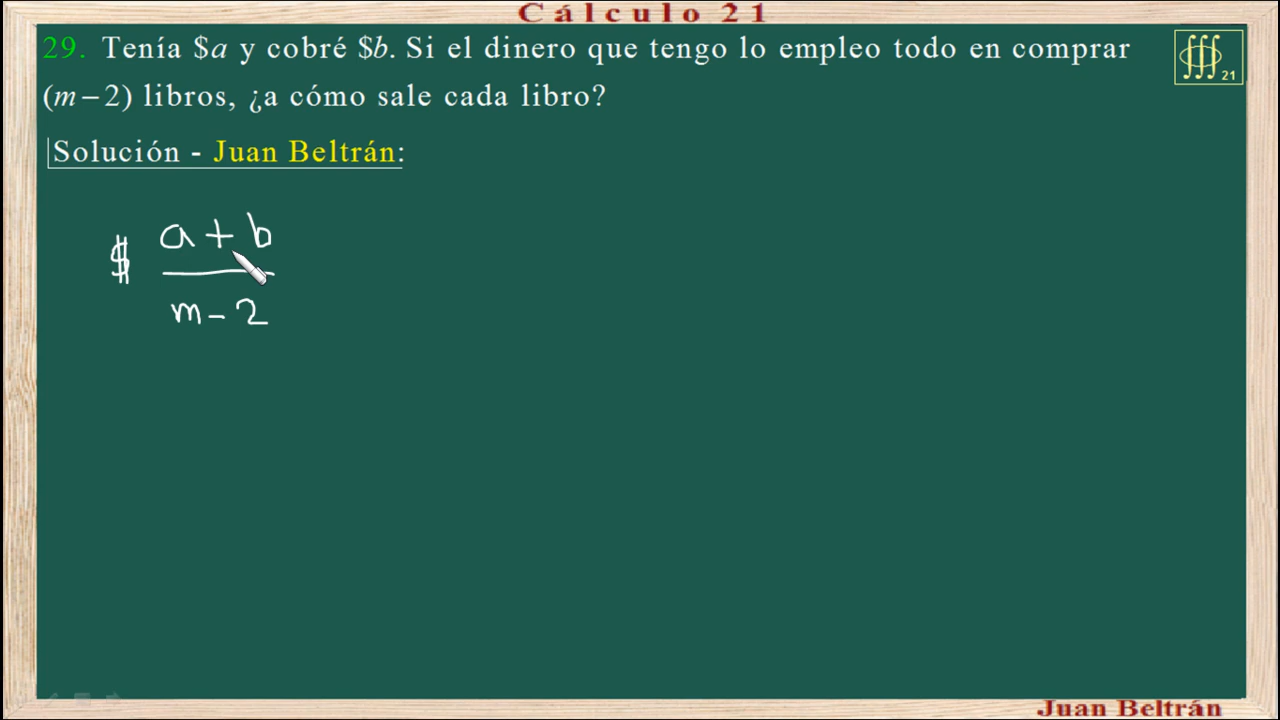 Cálculo 21
29. Tenía $a y cobré $b. Si el dinero que tengo lo empleo todo en comprar
(m – 2) libros, ¿a cómo sale cada libro?
21
Solución - Juan Beltrán:
a + b
$
m - 2
Juan Beltrán